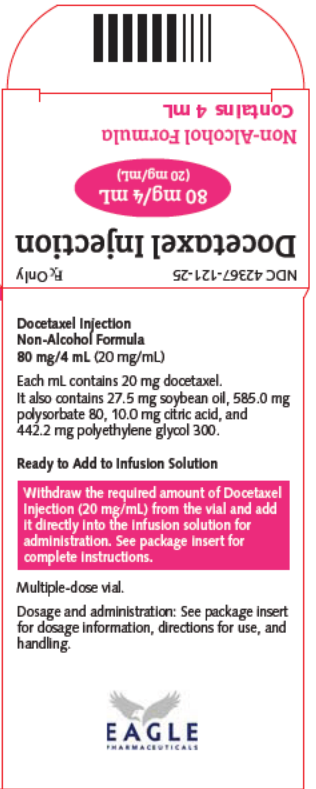 Contains 4 mL
Non-Alcohol Formula
(20 mg/mL)
80 mg/4 mL
Docetaxel Injection
NDC 42367-121-25 ℞ Only
Docetaxel Injection
Non-Alcohol Formula
80 mg/4 mL (20 mg/mL)
Each mL contains 20 mg docetaxel.
It also contains 27.5 mg soybean oil, 585.0 mg
polysorbate 80, 10.0 mg citric acid, and
442.2 mg polyethylene glycol 300.
Ready to Add to Infusion Solution
Withdraw the required amount of Docetaxel
Injection (20 mg/mL) from the vial and add
it directly into the infusion solution for
administration. See package insert for
complete instructions.
Multiple-dose vial.
Dosage and administration: See package insert
for dosage information, directions for use, and
handling.
EAGLE
PHARMACEUTICALS